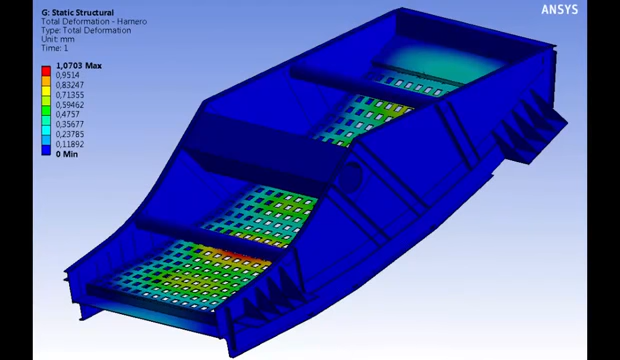 G: Static Structural
Total Deformation - Harnero
Type: Total Deformation
Unit: mm
Time: 1
1,0703 Max
0,9514
0,83247
0,71355
0,59462
0,4757
0,35677
0,23785
0,11892
0 Min
ANSYS